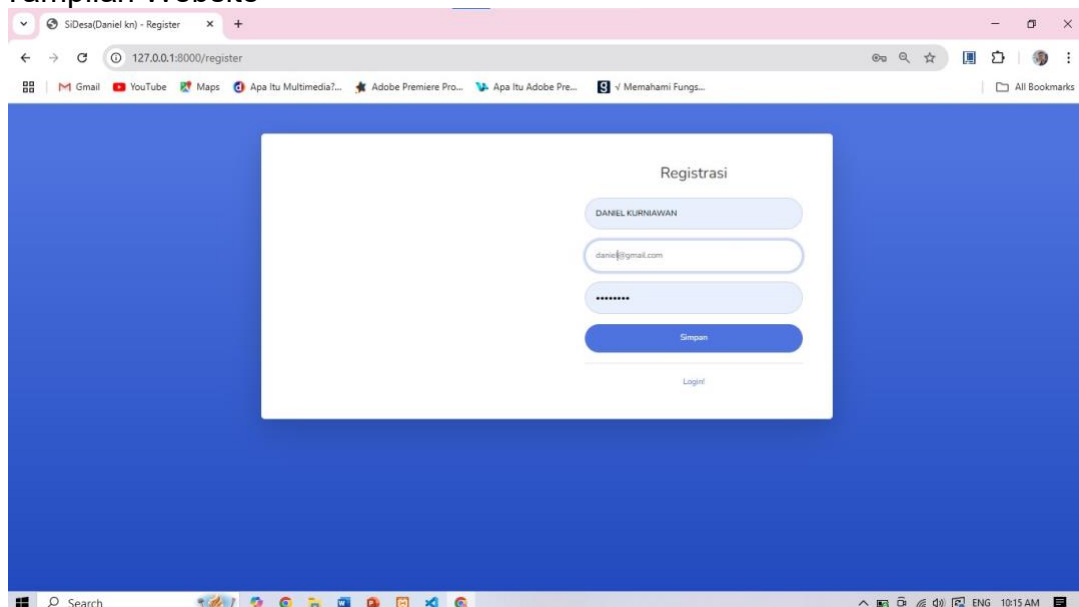 Tampilan Website
SiDesa(Daniel kn) - Register
127.0.0.1:8000/register
Gmail YouTube Maps Apa Itu Multimedia?... Adobe Premiere Pro... Apa Itu Adobe Pre... √ Memahami Fungs... All Bookmarks
Registrasi
DANIEL KURNIAWAN
daniel@gmail.com
••••••••
Simpan
Login!
Search ENG 10:15 AM